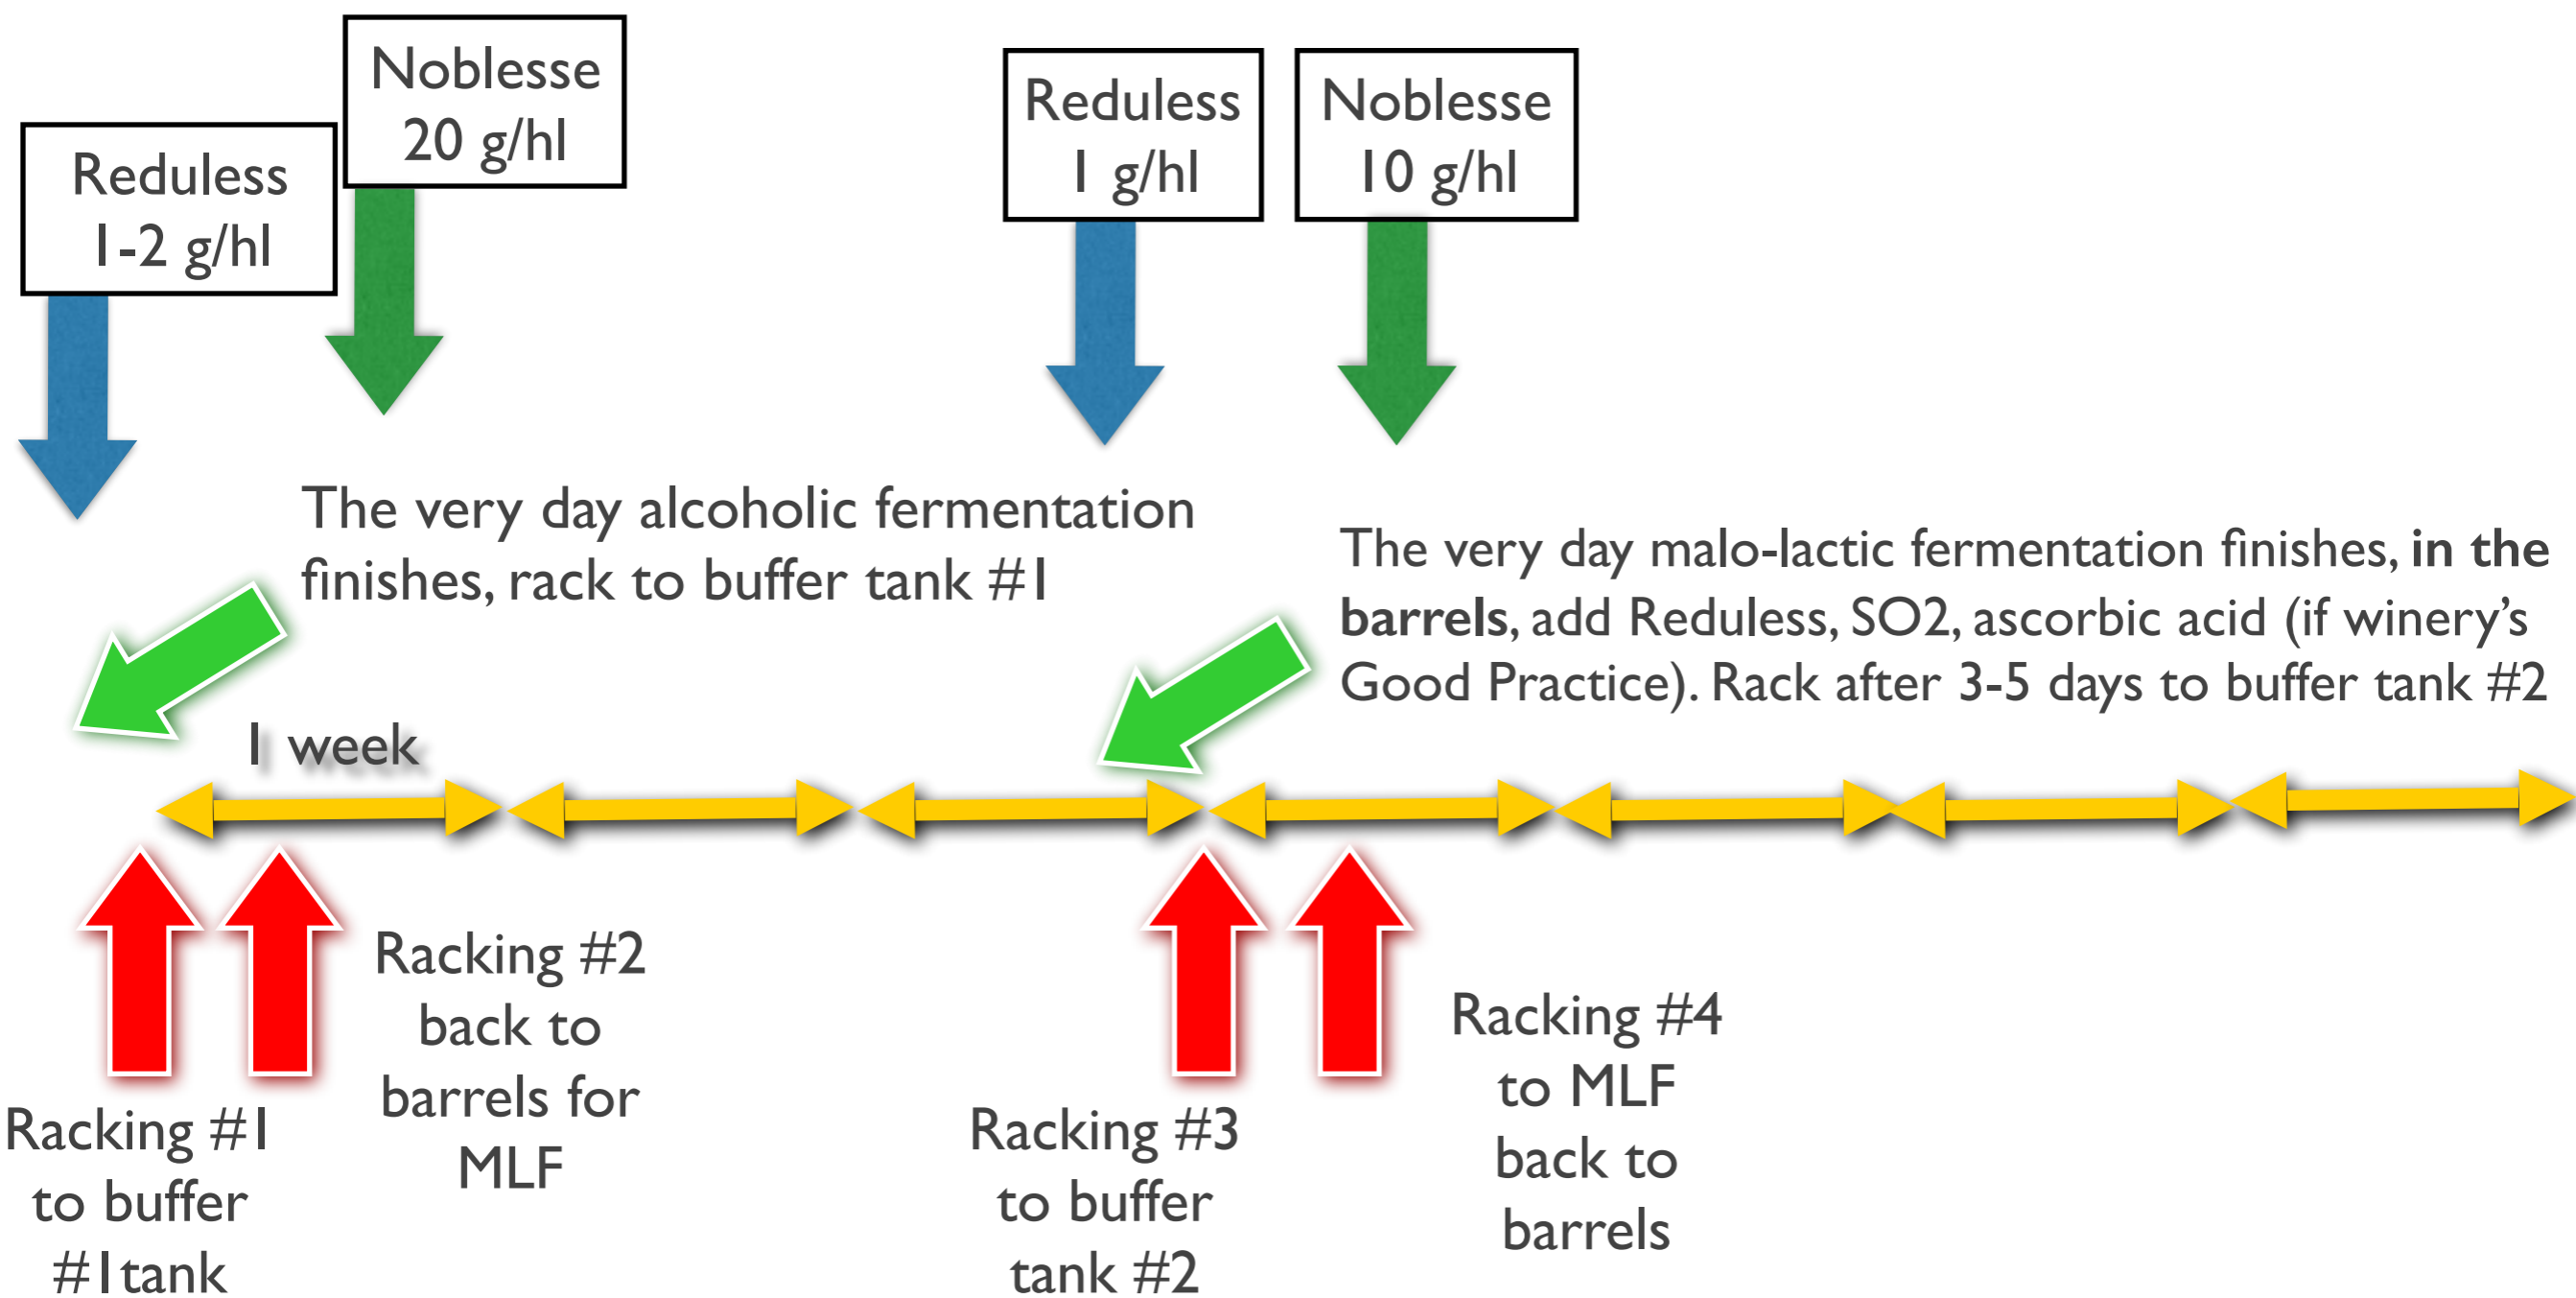 Noblesse
20 g/hl
Reduless
1-2 g/hl
Reduless
1 g/hl
Noblesse
10 g/hl
The very day alcoholic fermentation
finishes, rack to buffer tank #1
The very day malo-lactic fermentation finishes, in the
barrels, add Reduless, SO2, ascorbic acid (if winery's
Good Practice). Rack after 3-5 days to buffer tank #2
1 week
Racking #1
to buffer
#1tank
Racking #2
back to
barrels for
MLF
Racking #3
to buffer
tank #2
Racking #4
to MLF
back to
barrels